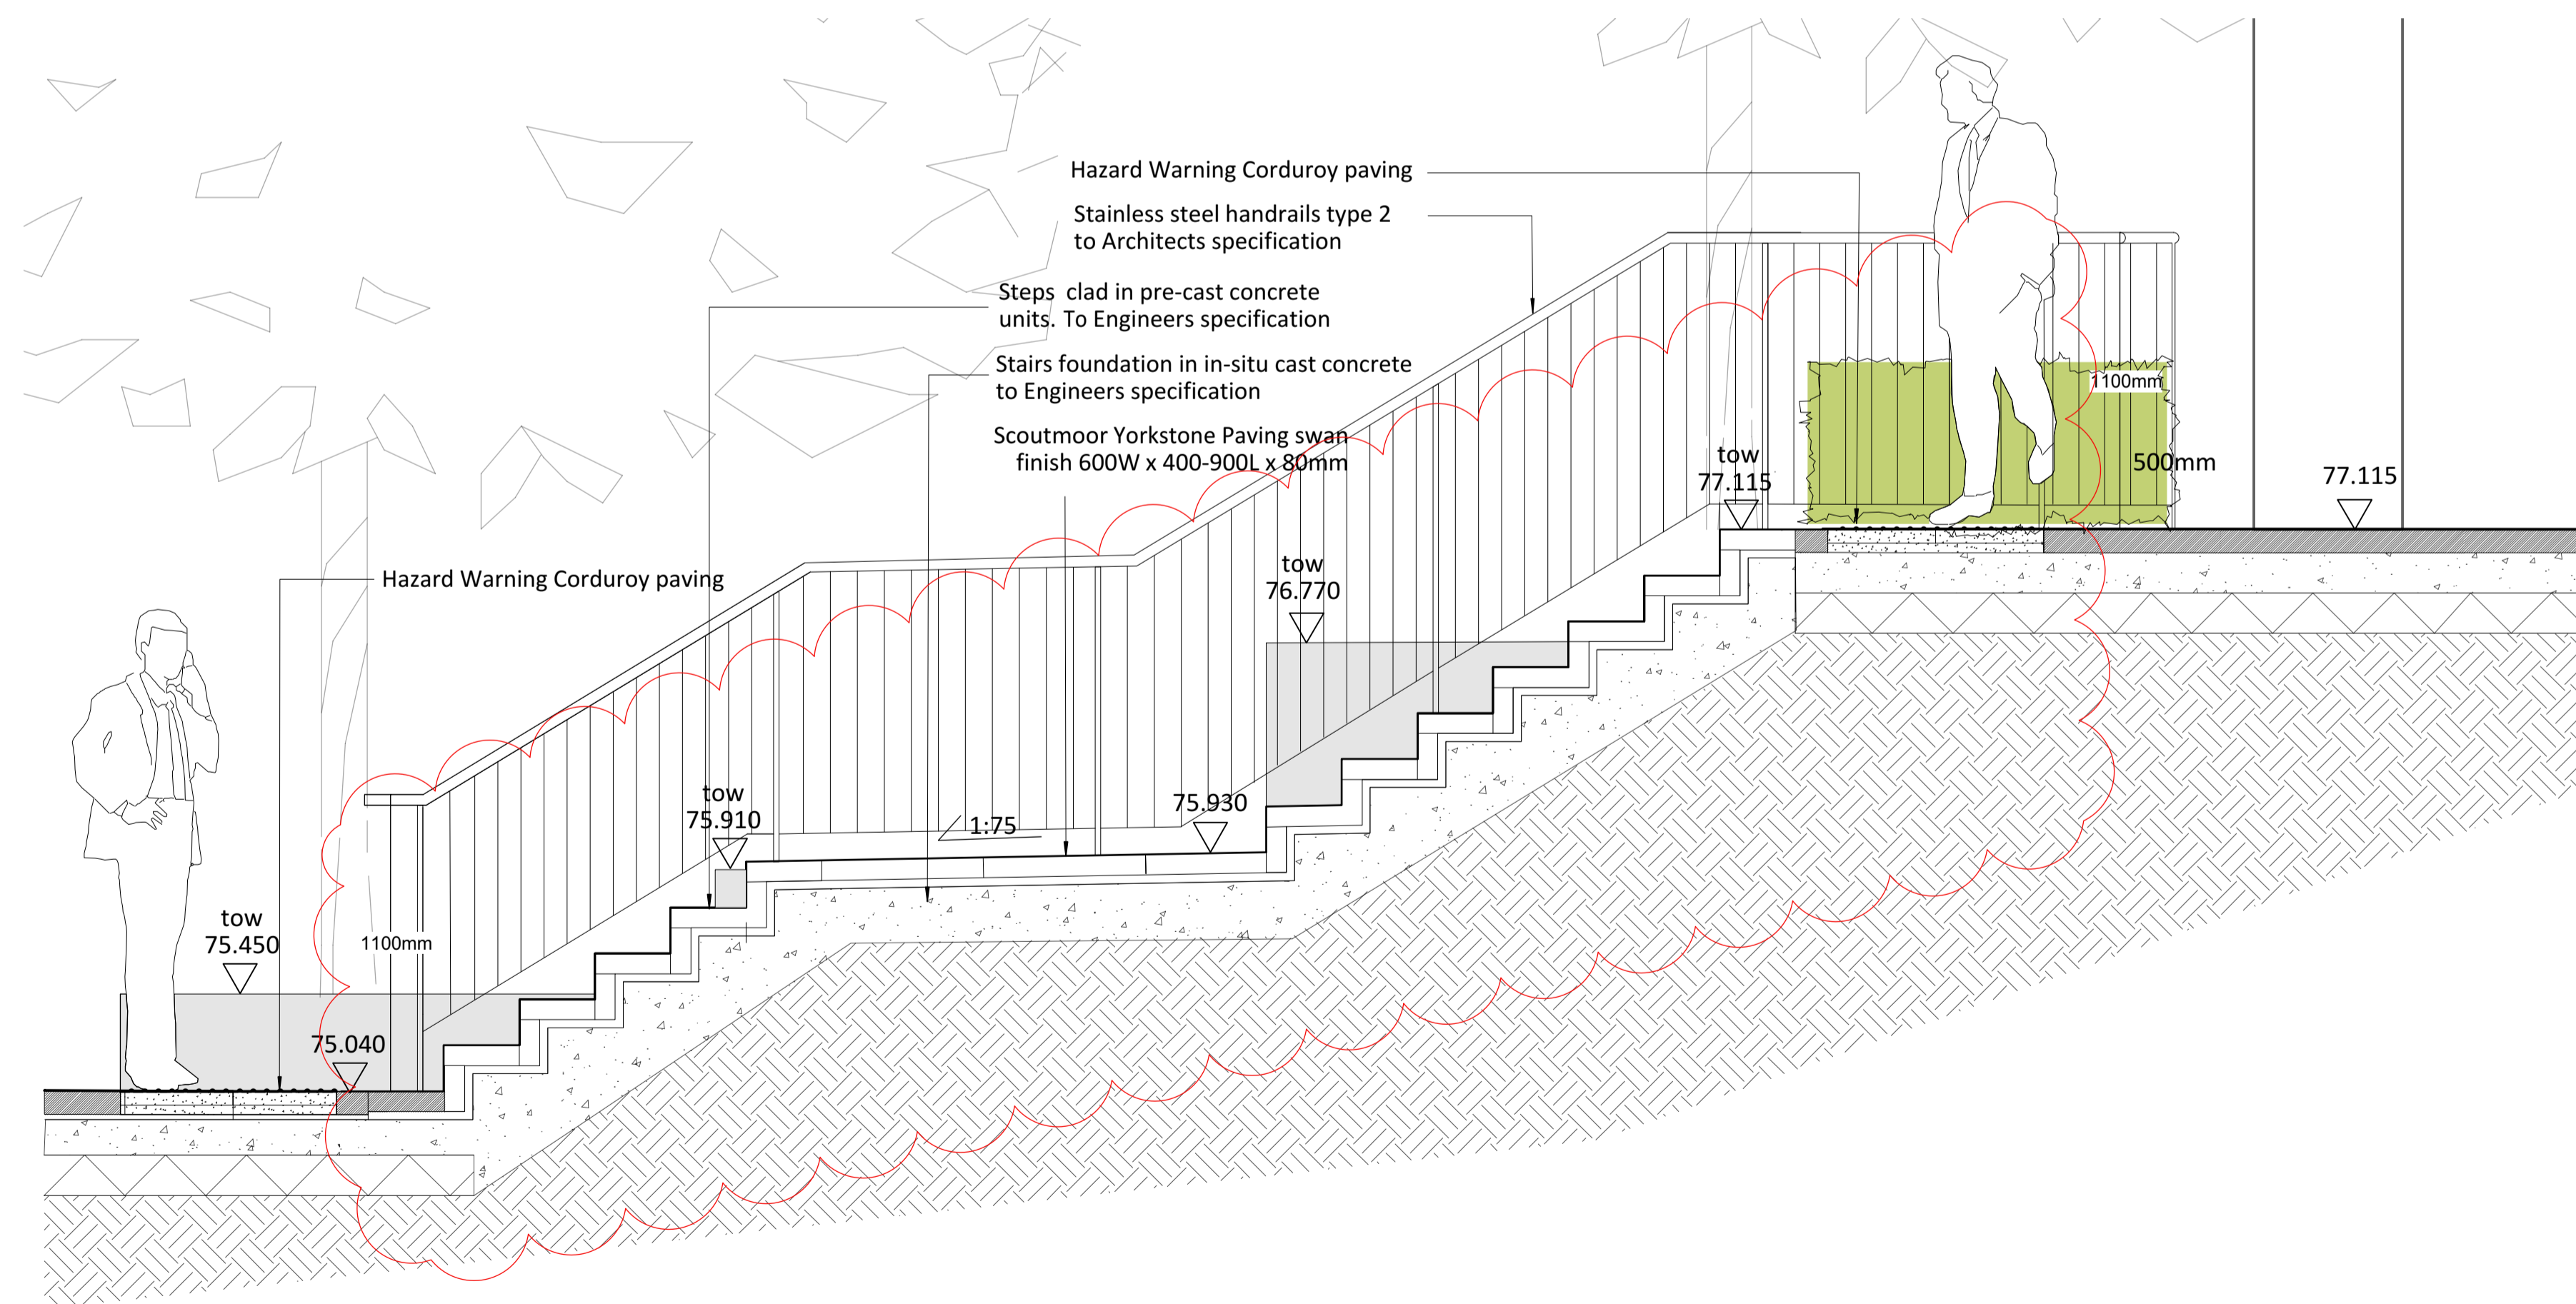 Hazard Warning Corduroy paving
Stainless steel handrails type 2
to Architects specification
Steps clad in pre-cast concrete
units. To Engineers specification
Stairs foundation in in-situ cast concrete
to Engineers specification
Scoutmoor Yorkstone Paving swan
finish 600W x 400-900L x 80mm
1100mm
500mm
tow
77.115
77.115
tow
76.770
Hazard Warning Corduroy paving
tow
75.910
75.930
1:75
tow
75.450
1100mm
75.040